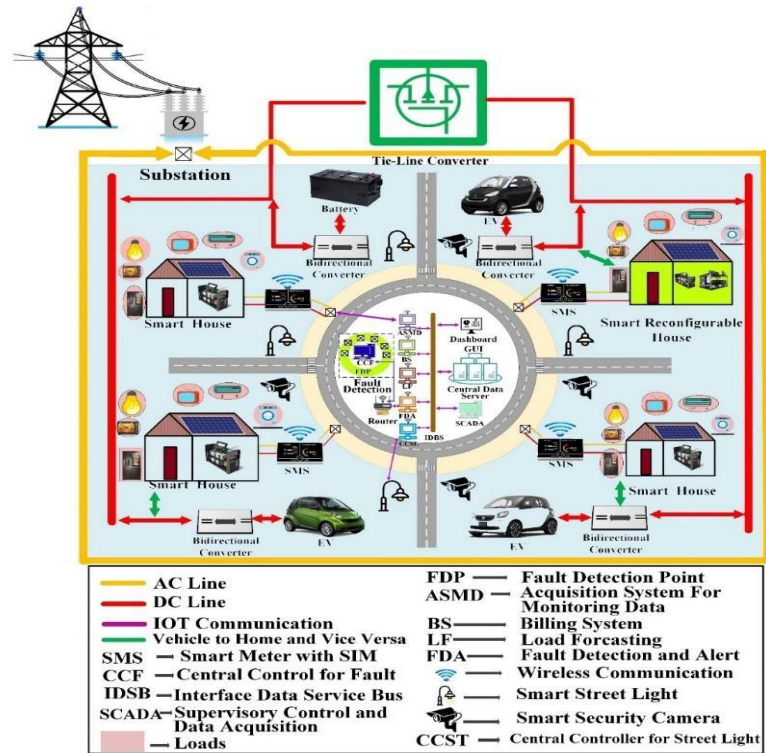 Tie-Line Converter
Substation
Battery
EV
Bidirectional
Converter
Bidirectional
Converter
Smart House
SMS
SMS
Smart Reconfigurable
House
ASMD
Dashboard
GUI
BS
CCF
FDP
Fault
Detection
LF
Central Data
Server
Router
FDA
IDBS
SCADA
CCSL
SMS
SMS
Smart House
Smart House
Bidirectional
Converter
EV
EV
Bidirectional
Converter
AC Line
DC Line
IOT Communication
Vehicle to Home and Vice Versa
SMS Smart Meter with SIM
CCF Central Control for Fault
IDSB Interface Data Service Bus
SCADA Supervisory Control and
Data Acquisition
Loads
FDP Fault Detection Point
ASMD Acquisition System For
Monitoring Data
BS Billing System
LF Load Forcasting
FDA Fault Detection and Alert
Wireless Communication
Smart Street Light
Smart Security Camera
CCST Central Controller for Street Light